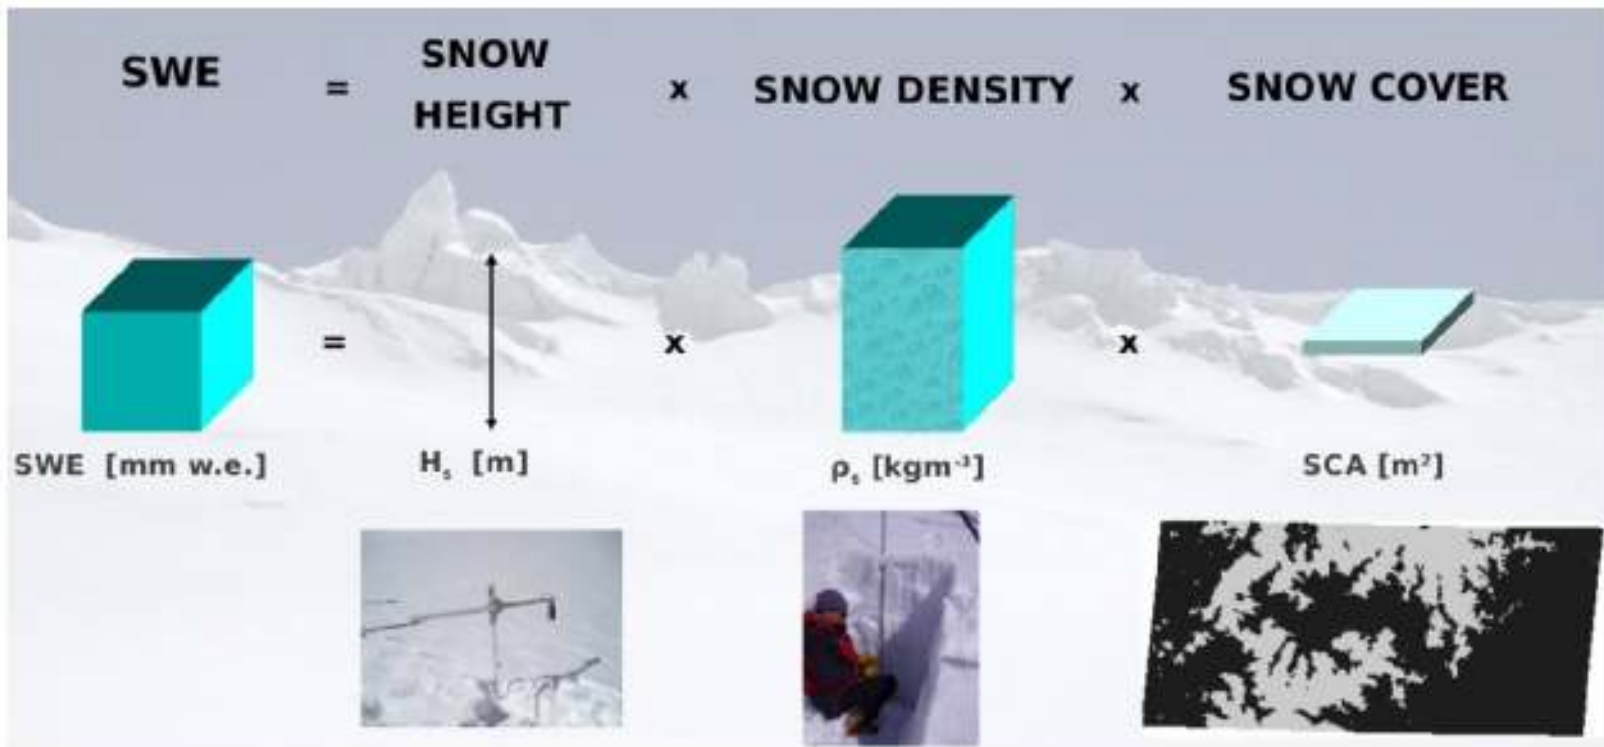 SWE = SNOW HEIGHT x SNOW DENSITY x SNOW COVER
= x x
SWE [mm w.e.] Hₛ [m] ρₛ [kgm⁻³] SCA [m²]